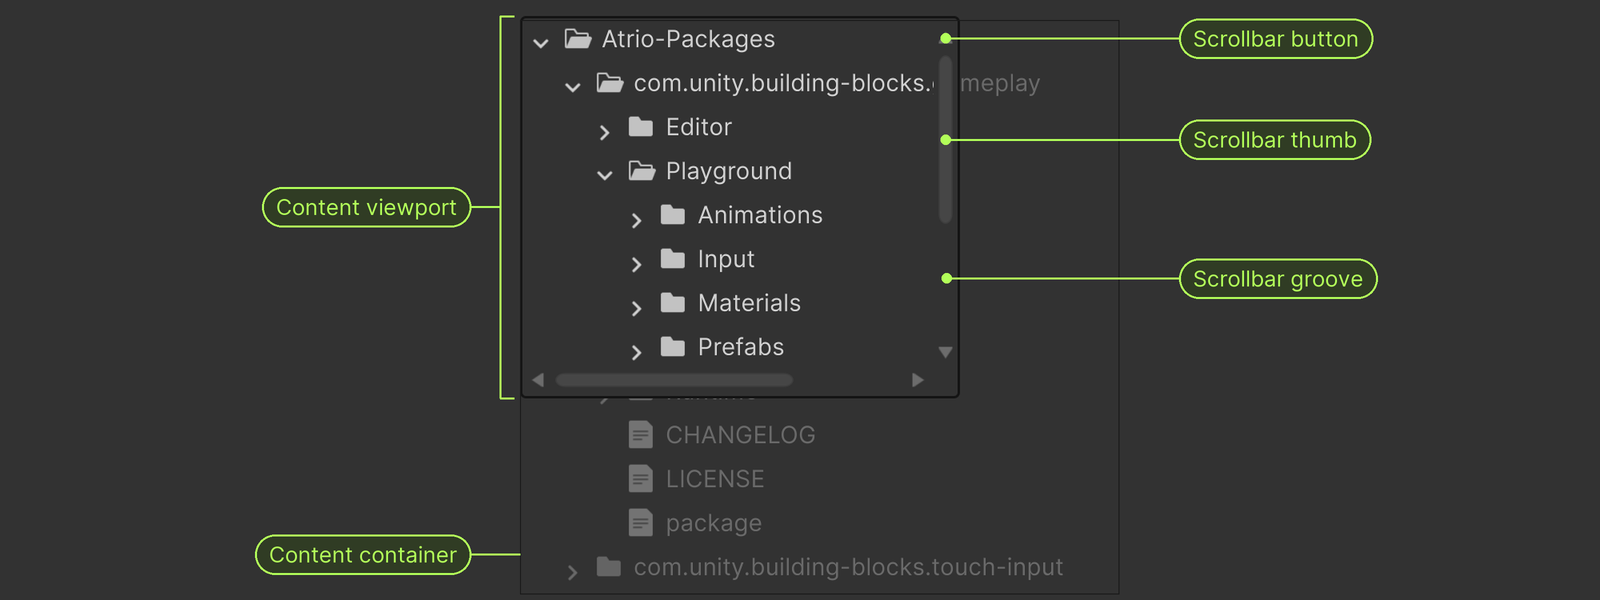 Atrio-Packages
Scrollbar button
com.unity.building-blocks.
meplay
Editor
Scrollbar thumb
Playground
Content viewport
Animations
Input
Scrollbar groove
Materials
Prefabs
CHANGELOG
LICENSE
package
Content container
com.unity.building-blocks.touch-input